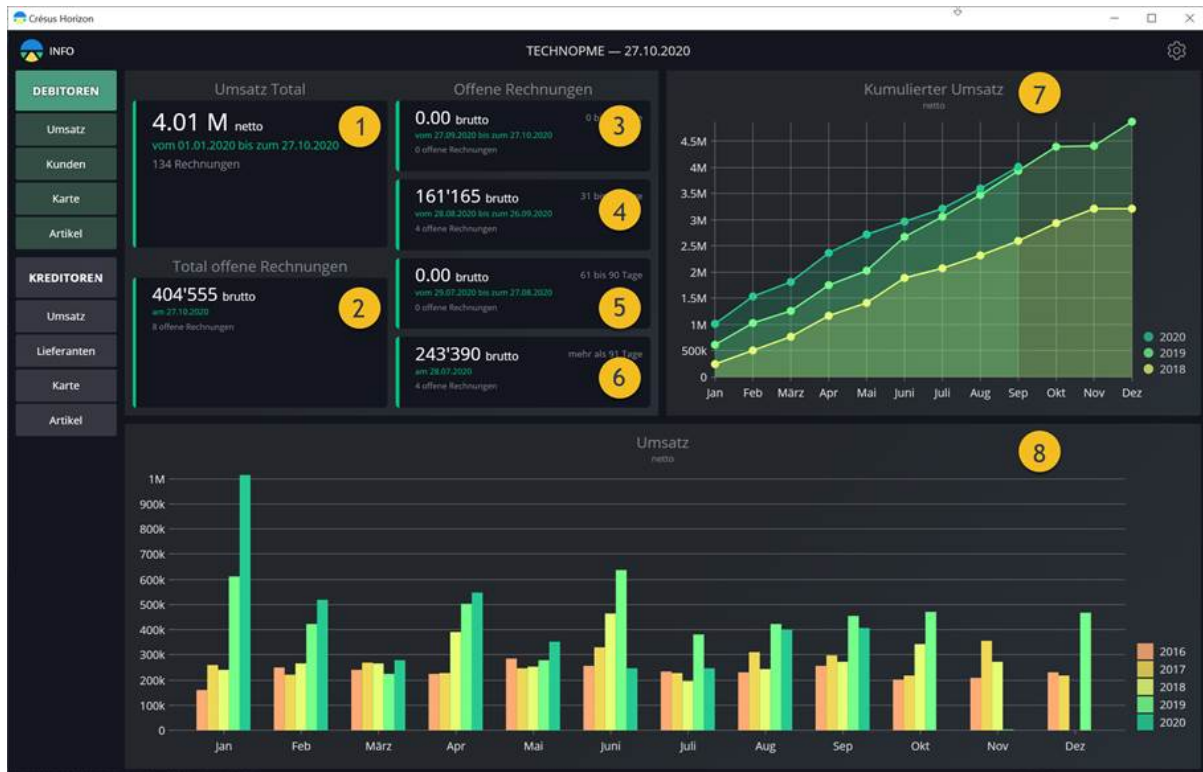 Crésus Horizon
INFO
TECHNOPME — 27.10.2020
DEBITOREN
Umsatz
Kunden
Karte
Artikel
KREDITOREN
Umsatz
Lieferanten
Karte
Artikel
Umsatz Total
4.01 M netto
vom 01.01.2020 bis zum 27.10.2020
134 Rechnungen
1
Total offene Rechnungen
404'555 brutto
am 27.10.2020
8 offene Rechnungen
2
Offene Rechnungen
0.00 brutto
vom 27.09.2020 bis zum 27.10.2020
0 offene Rechnungen
3
161'165 brutto
31
vom 28.08.2020 bis zum 26.09.2020
4 offene Rechnungen
4
0.00 brutto
61 bis 90 Tage
vom 29.07.2020 bis zum 27.08.2020
0 offene Rechnungen
5
243'390 brutto
mehr als 91 Tage
am 28.07.2020
4 offene Rechnungen
6
Kumulierter Umsatz
netto
7
4.5M
4M
3.5M
3M
2.5M
2M
1.5M
1M
500k
0
Jan Feb März Apr Mai Juni Juli Aug Sep Okt Nov Dez
2020
2019
2018
Umsatz
netto
8
1M
900k
800k
700k
600k
500k
400k
300k
200k
100k
0
Jan Feb März Apr Mai Juni Juli Aug Sep Okt Nov Dez
2016
2017
2018
2019
2020